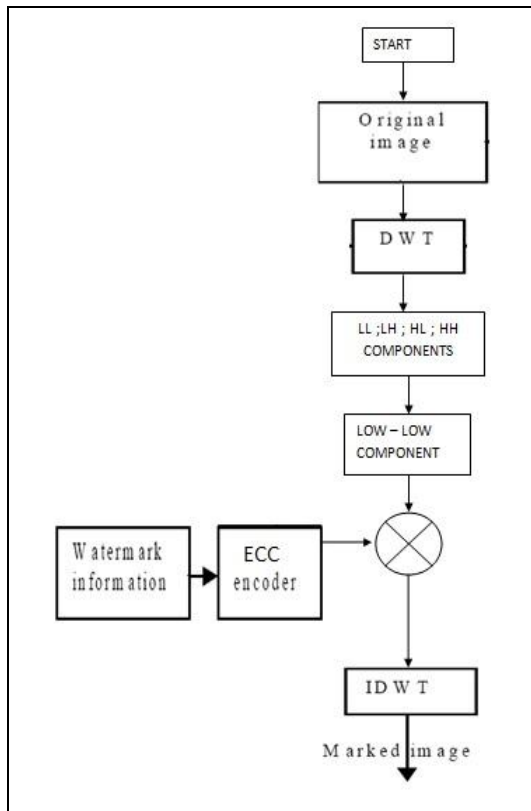 START
Original
image
DWT
LL ;LH ; HL ; HH
COMPONENTS
LOW – LOW
COMPONENT
Watermark
information
ECC
encoder
IDWT
Marked image